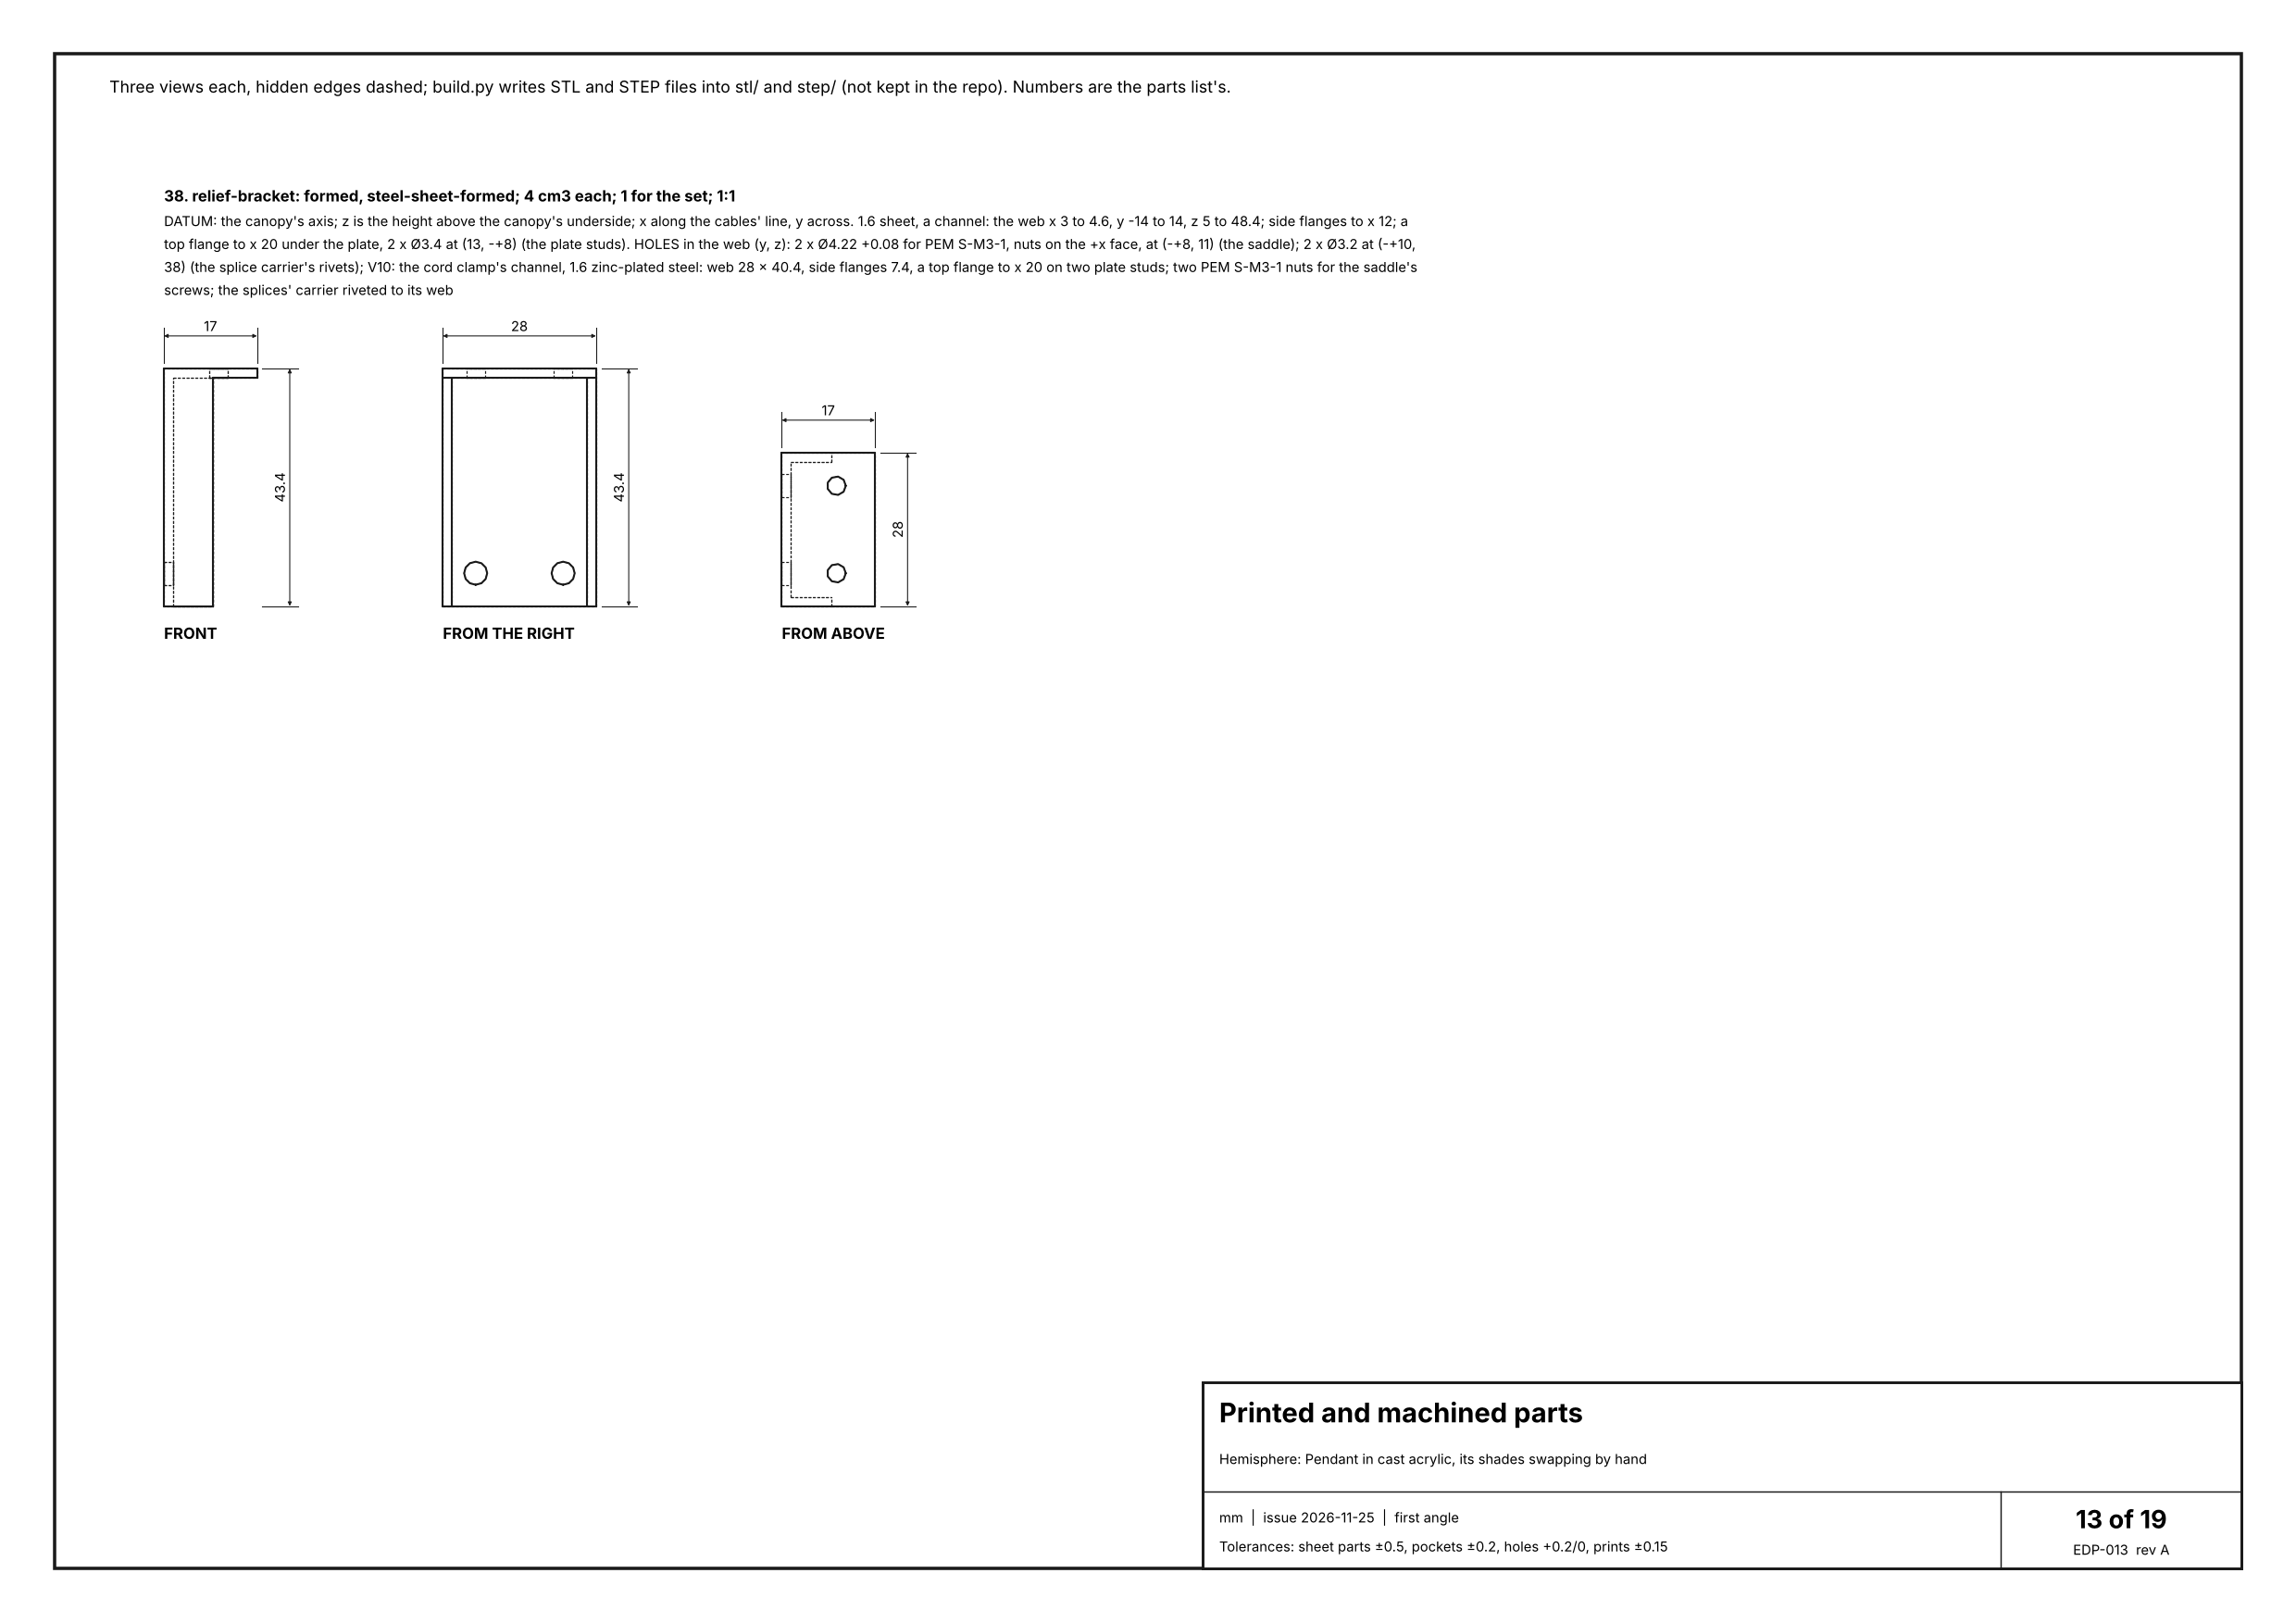 Three views each, hidden edges dashed; build.py writes STL and STEP files into stl/ and step/ (not kept in the repo). Numbers are the parts list's.
38. relief-bracket: formed, steel-sheet-formed; 4 cm3 each; 1 for the set; 1:1
DATUM: the canopy's axis; z is the height above the canopy's underside; x along the cables' line, y across. 1.6 sheet, a channel: the web x 3 to 4.6, y -14 to 14, z 5 to 48.4; side flanges to x 12; a
top flange to x 20 under the plate, 2 x Ø3.4 at (13, -+8) (the plate studs). HOLES in the web (y, z): 2 x Ø4.22 +0.08 for PEM S-M3-1, nuts on the +x face, at (-+8, 11) (the saddle); 2 x Ø3.2 at (-+10,
38) (the splice carrier's rivets); V10: the cord clamp's channel, 1.6 zinc-plated steel: web 28 × 40.4, side flanges 7.4, a top flange to x 20 on two plate studs; two PEM S-M3-1 nuts for the saddle's
screws; the splices' carrier riveted to its web
17
43.4
FRONT
28
43.4
FROM THE RIGHT
17
28
FROM ABOVE
Printed and machined parts
Hemisphere: Pendant in cast acrylic, its shades swapping by hand
mm | issue 2026-11-25 | first angle
Tolerances: sheet parts ±0.5, pockets ±0.2, holes +0.2/0, prints ±0.15
13 of 19
EDP-013 rev A